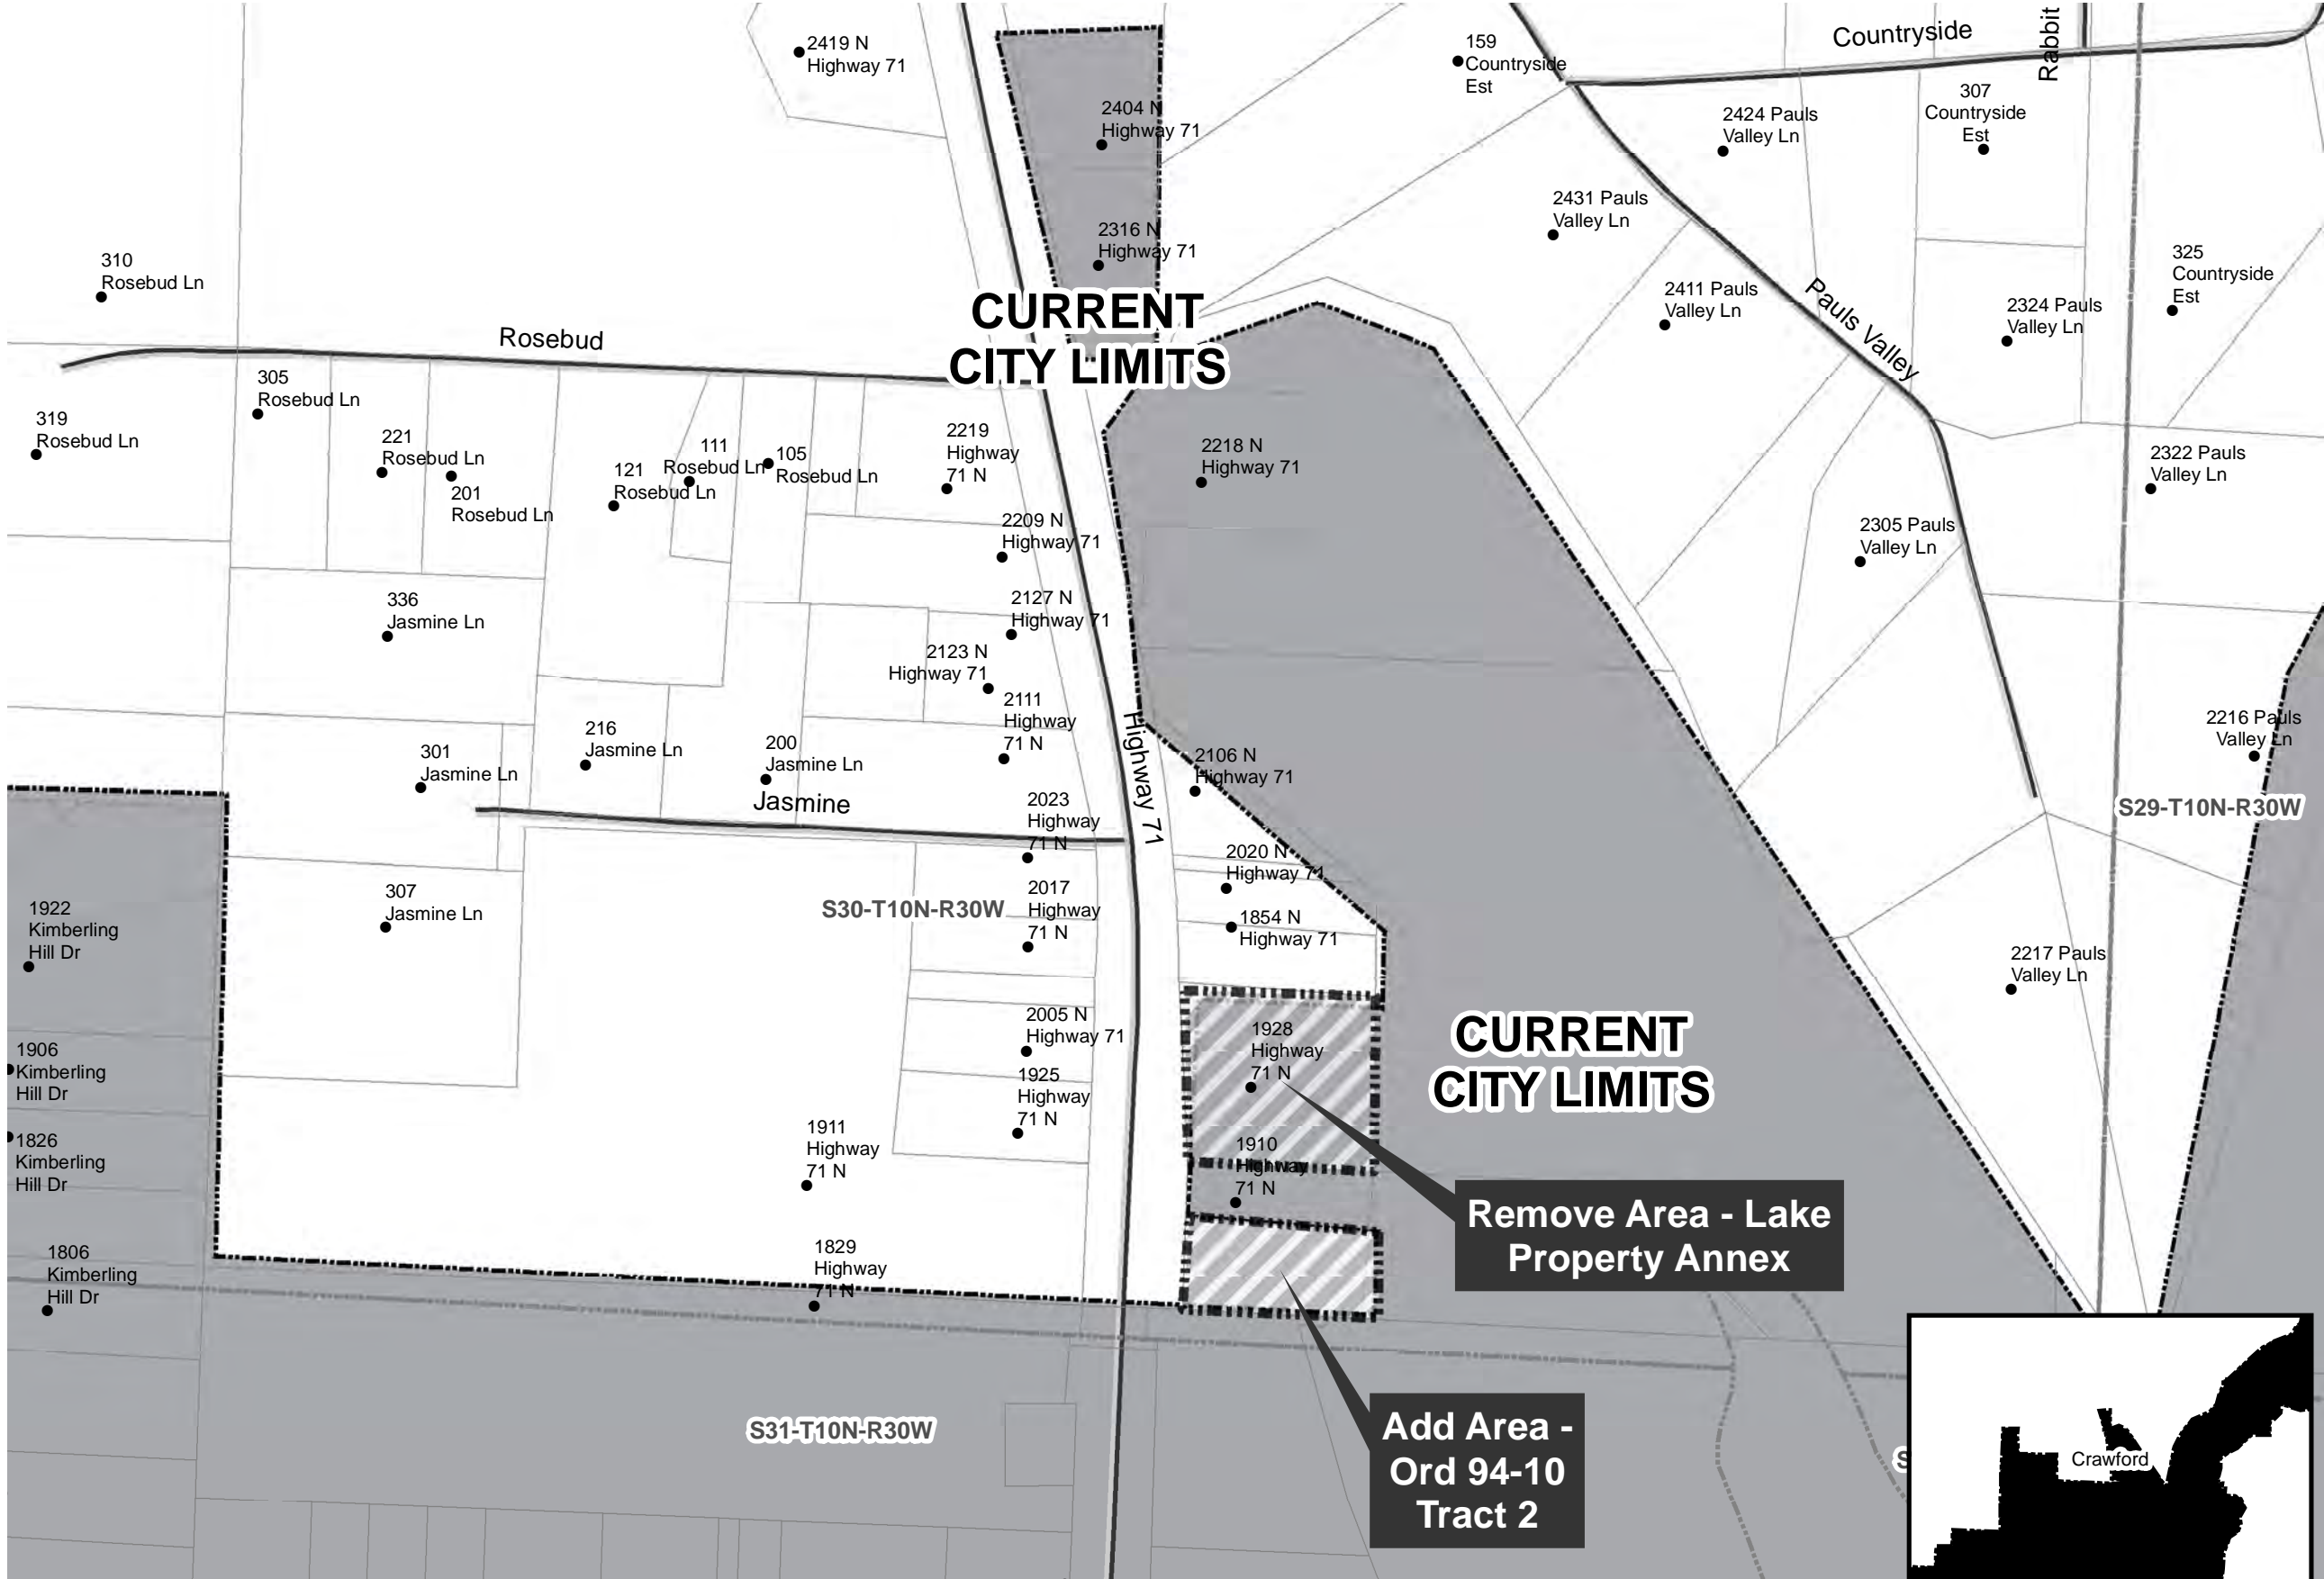 2419 N
Highway 71
2404 N
Highway 71
159
Countryside
Est
Countryside
Rabbit
2424 Pauls
Valley Ln
307
Countryside
Est
2431 Pauls
Valley Ln
2316 N
Highway 71
310
Rosebud Ln
325
Countryside
Est
2411 Pauls
Valley Ln
Pauls Valley
2324 Pauls
Valley Ln
CURRENT
CITY LIMITS
Rosebud
305
Rosebud Ln
319
Rosebud Ln
221
Rosebud Ln
201
Rosebud Ln
121
Rosebud Ln
111
Rosebud Ln
105
Rosebud Ln
2219
Highway
71 N
2218 N
Highway 71
2322 Pauls
Valley Ln
2209 N
Highway 71
2305 Pauls
Valley Ln
336
Jasmine Ln
2127 N
Highway 71
2123 N
Highway 71
2111
Highway
71 N
Highway 71
2216 Pauls
Valley Ln
301
Jasmine Ln
216
Jasmine Ln
200
Jasmine Ln
2106 N
Highway 71
Jasmine
S29-T10N-R30W
2023
Highway
71 N
2020 N
Highway 71
307
Jasmine Ln
S30-T10N-R30W
2017
Highway
71 N
1854 N
Highway 71
1922
Kimberling
Hill Dr
2217 Pauls
Valley Ln
2005 N
Highway 71
1928
Highway
71 N
CURRENT
CITY LIMITS
1906
Kimberling
Hill Dr
1925
Highway
71 N
1911
Highway
71 N
1910
Highway
71 N
1826
Kimberling
Hill Dr
Remove Area - Lake
Property Annex
1806
Kimberling
Hill Dr
1829
Highway
71 N
S31-T10N-R30W
Add Area -
Ord 94-10
Tract 2
S
Crawford